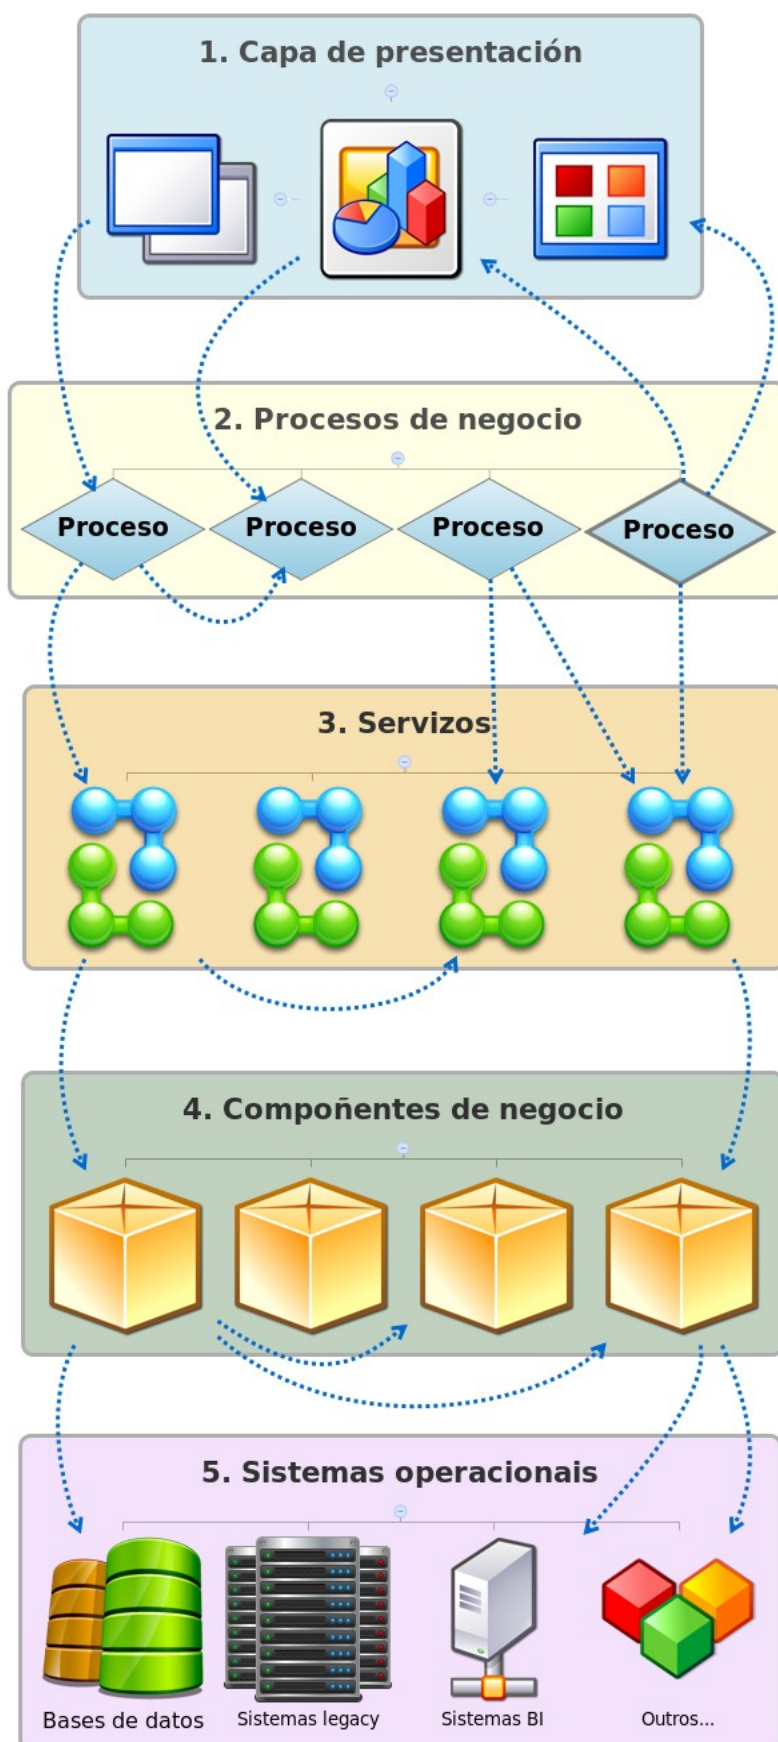 1. Capa de presentación
2. Procesos de negocio
Proceso
Proceso
Proceso
Proceso
3. Servizos
4. Compoñentes de negocio
5. Sistemas operacionais
Bases de datos
Sistemas legacy
Sistemas BI
Outros...